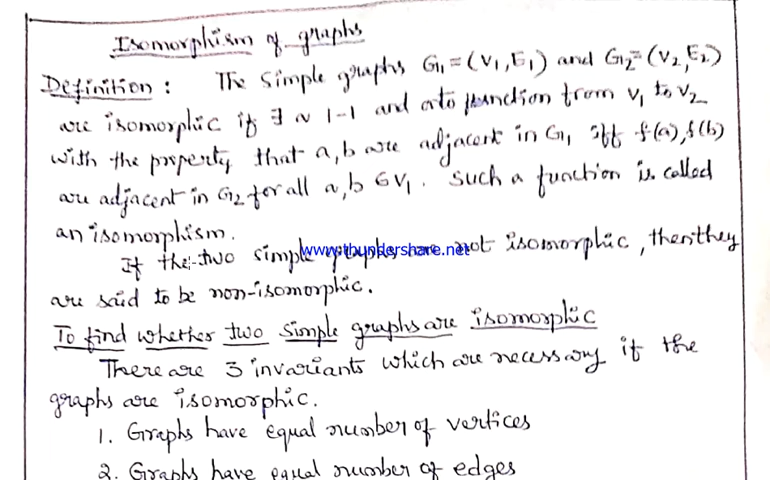 Isomorphism of graphs
Definition: The simple graphs G1=(V1,E1) and G2=(V2,E2)
are isomorphic if ∃ a 1-1 and onto function from V1 to V2
with the property that a,b are adjacent in G1 iff f(a),f(b)
are adjacent in G2 for all a,b ∈ V1. Such a function is called
an isomorphism.
If the two simple graphs are not isomorphic, then they
www.thundershare.net
are said to be non-isomorphic.
To find whether two simple graphs are isomorphic
There are 3 invariants which are necessary if the
graphs are isomorphic.
1. Graphs have equal number of vertices
2. Graphs have equal number of edges